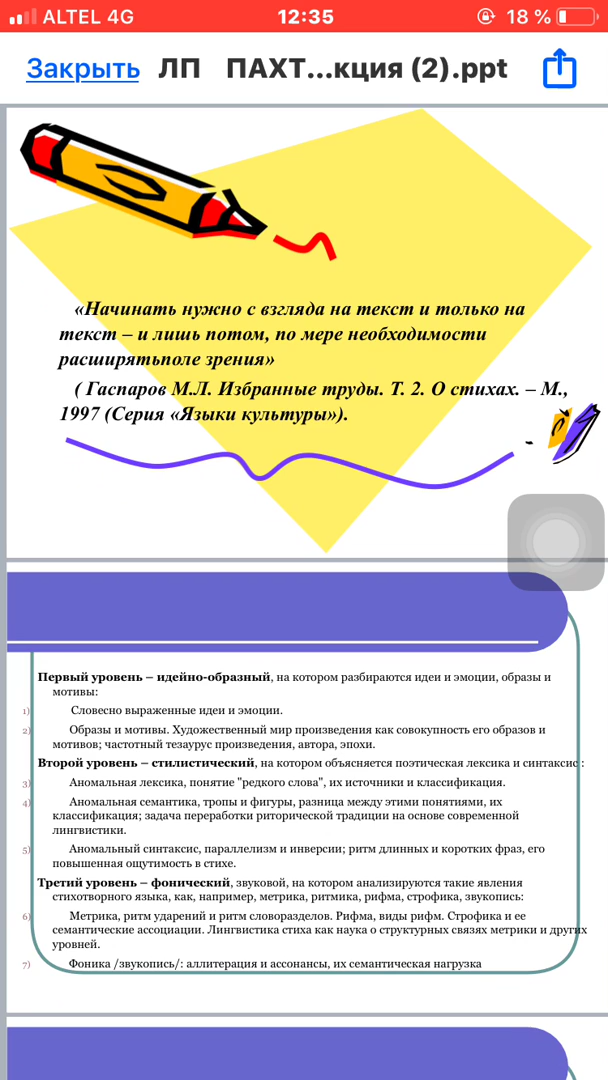 ALTEL 4G 12:35 18 %
Закрыть ЛП ПАХТ...кция (2).ppt
«Начинать нужно с взгляда на текст и только на
текст – и лишь потом, по мере необходимости
расширятьполе зрения»
( Гаспаров М.Л. Избранные труды. Т. 2. О стихах. – М.,
1997 (Серия «Языки культуры»).
Первый уровень – идейно-образный, на котором разбираются идеи и эмоции, образы и
мотивы:
1) Словесно выраженные идеи и эмоции.
2) Образы и мотивы. Художественный мир произведения как совокупность его образов и
мотивов; частотный тезаурус произведения, автора, эпохи.
Второй уровень – стилистический, на котором объясняется поэтическая лексика и синтаксис :
3) Аномальная лексика, понятие "редкого слова", их источники и классификация.
4) Аномальная семантика, тропы и фигуры, разница между этими понятиями, их
классификация; задача переработки риторической традиции на основе современной
лингвистики.
5) Аномальный синтаксис, параллелизм и инверсии; ритм длинных и коротких фраз, его
повышенная ощутимость в стихе.
Третий уровень – фонический, звуковой, на котором анализируются такие явления
стихотворного языка, как, например, метрика, ритмика, рифма, строфика, звукопись:
6) Метрика, ритм ударений и ритм словоразделов. Рифма, виды рифм. Строфика и ее
семантические ассоциации. Лингвистика стиха как наука о структурных связях метрики и других
уровней.
7) Фоника /звукопись/: аллитерация и ассонансы, их семантическая нагрузка